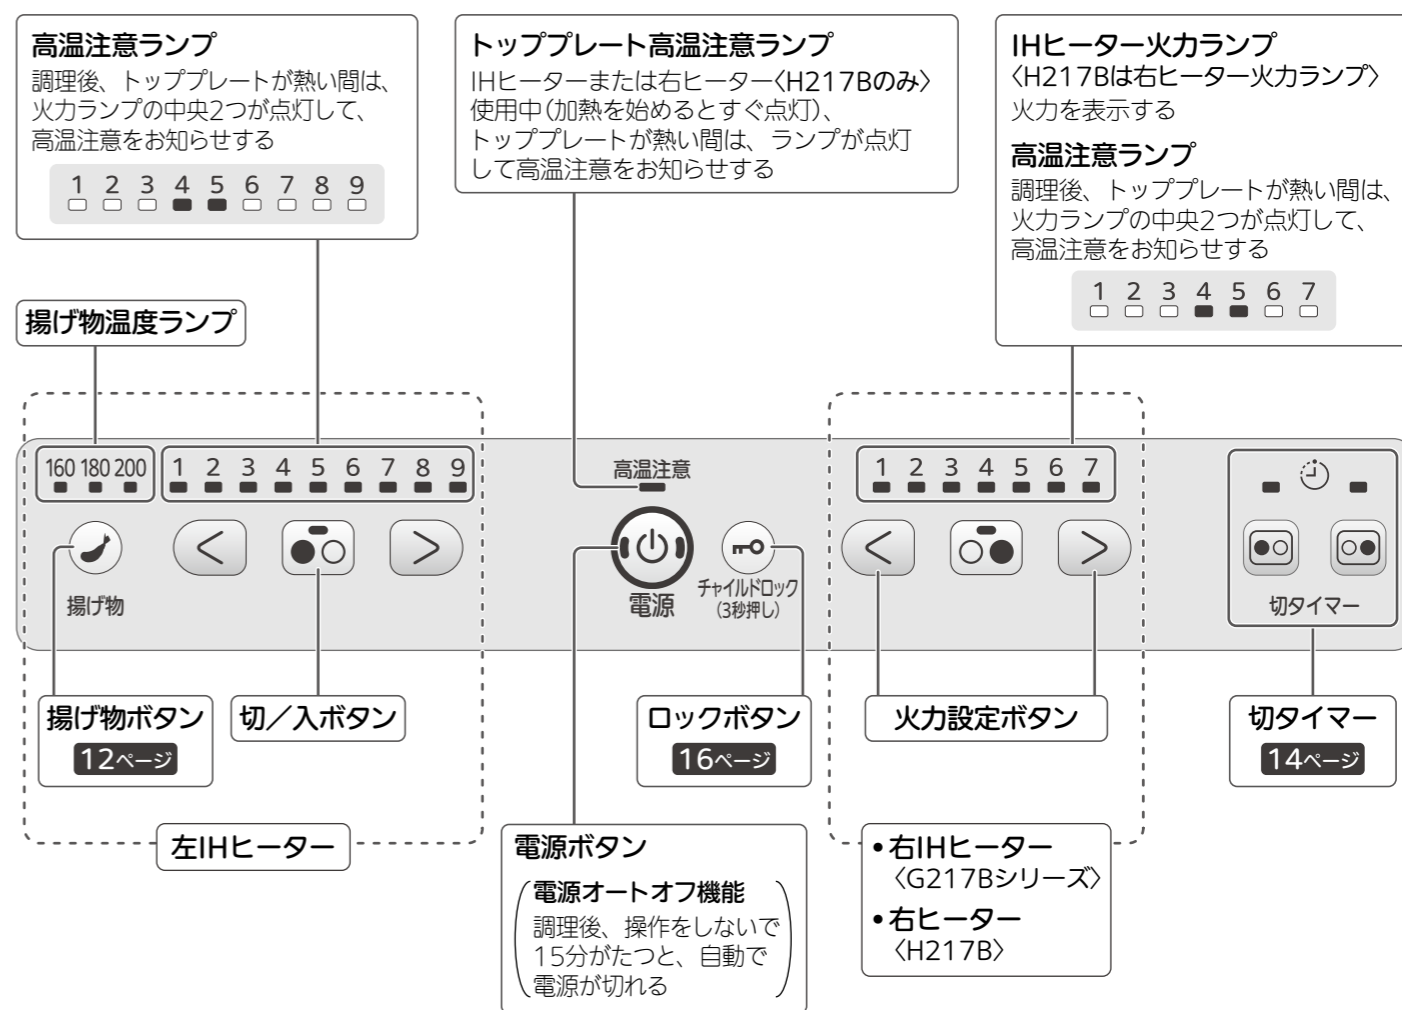 高温注意ランプ
調理後、トッププレートが熱い間は、
火力ランプの中央2つが点灯して、
高温注意をお知らせする
1 2 3 4 5 6 7 8 9
トッププレート高温注意ランプ
IHヒーターまたは右ヒーター〈H217Bのみ〉
使用中(加熱を始めるとすぐ点灯)、
トッププレートが熱い間は、ランプが点灯
して高温注意をお知らせする
IHヒーター火力ランプ
〈H217Bは右ヒーター火力ランプ〉
火力を表示する
高温注意ランプ
調理後、トッププレートが熱い間は、
火力ランプの中央2つが点灯して、
高温注意をお知らせする
1 2 3 4 5 6 7
揚げ物温度ランプ
160 180 200
1 2 3 4 5 6 7 8 9
高温注意
1 2 3 4 5 6 7
揚げ物
電源
チャイルドロック
(3秒押し)
切タイマー
揚げ物ボタン
12ページ
切/入ボタン
ロックボタン
16ページ
火力設定ボタン
切タイマー
14ページ
左IHヒーター
電源ボタン
電源オートオフ機能
調理後、操作をしないで
15分がたつと、自動で
電源が切れる
•右IHヒーター
〈G217Bシリーズ〉
•右ヒーター
〈H217B〉